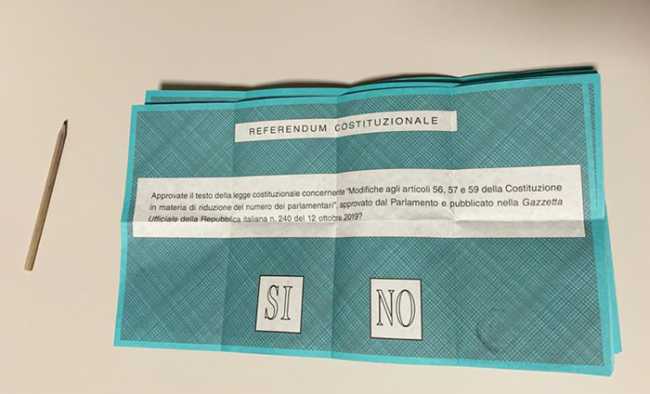 REFERENDUM COSTITUZIONALE
Approvate il testo della legge costituzionale concernente "Modifiche agli articoli 56, 57 e 59 della Costituzione
in materia di riduzione del numero dei parlamentari", approvato dal Parlamento e pubblicato nella Gazzetta
Ufficiale della Repubblica italiana n. 240 del 12 ottobre 2019?
SI NO